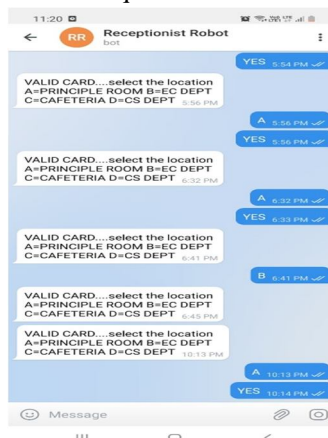 11:20
RR
Receptionist Robot
bot
YES 5:54 PM
VALID CARD....select the location
A=PRINCIPLE ROOM B=EC DEPT
C=CAFETERIA D=CS DEPT 5:56 PM
A 5:56 PM
YES 5:56 PM
VALID CARD....select the location
A=PRINCIPLE ROOM B=EC DEPT
C=CAFETERIA D=CS DEPT 6:32 PM
A 6:32 PM
YES 6:33 PM
VALID CARD....select the location
A=PRINCIPLE ROOM B=EC DEPT
C=CAFETERIA D=CS DEPT 6:41 PM
B 6:41 PM
VALID CARD....select the location
A=PRINCIPLE ROOM B=EC DEPT
C=CAFETERIA D=CS DEPT 6:45 PM
VALID CARD....select the location
A=PRINCIPLE ROOM B=EC DEPT
C=CAFETERIA D=CS DEPT 10:13 PM
A 10:13 PM
YES 10:14 PM
Message